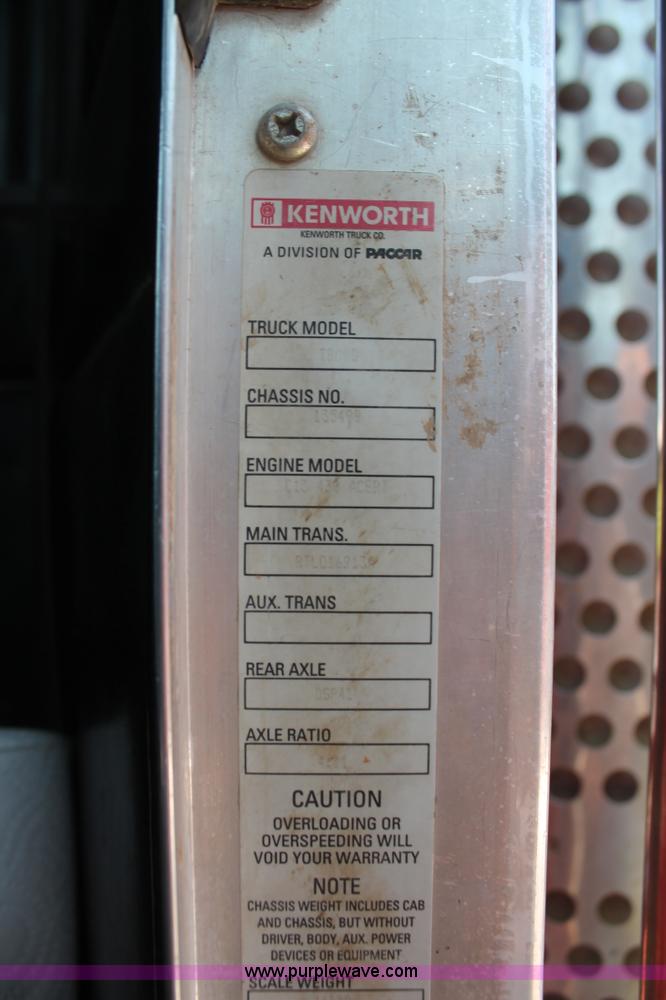 KENWORTH
KENWORTH TRUCK CO.
A DIVISION OF PACCAR
TRUCK MODEL
CHASSIS NO.
135499
ENGINE MODEL
ACERT
MAIN TRANS.
AUX. TRANS
REAR AXLE
AXLE RATIO
CAUTION
OVERLOADING OR
OVERSPEEDING WILL
VOID YOUR WARRANTY
NOTE
CHASSIS WEIGHT INCLUDES CAB
AND CHASSIS, BUT WITHOUT
DRIVER, BODY, AUX. POWER
DEVICES OR EQUIPMENT
www.purplewave.com
SCALE WEIGHT